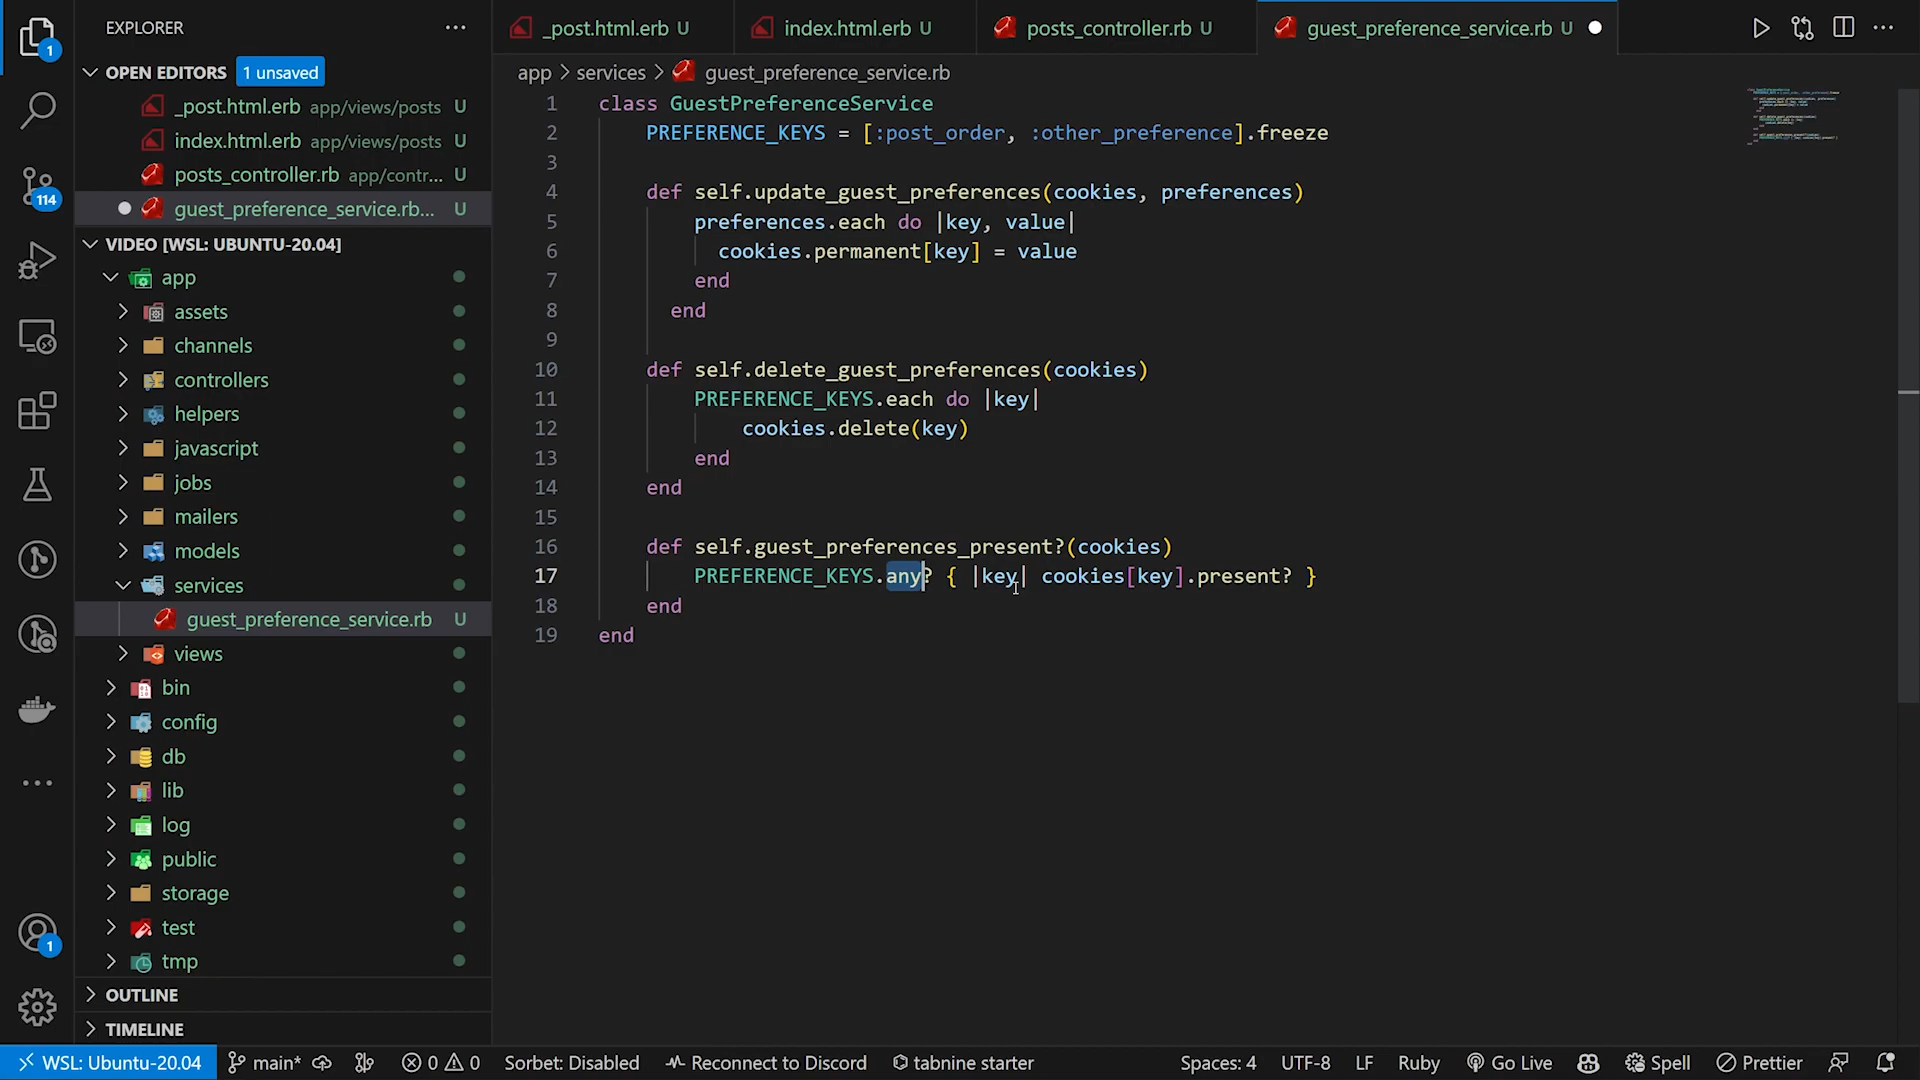 EXPLORER
OPEN EDITORS 1 unsaved
_post.html.erb app/views/posts U
index.html.erb app/views/posts U
posts_controller.rb app/contr... U
guest_preference_service.rb... U
VIDEO [WSL: UBUNTU-20.04]
app
assets
channels
controllers
helpers
javascript
jobs
mailers
models
services
guest_preference_service.rb U
views
bin
config
db
lib
log
public
storage
test
tmp
OUTLINE
TIMELINE
1
114
1
_post.html.erb U
index.html.erb U
posts_controller.rb U
guest_preference_service.rb U
app > services > guest_preference_service.rb
1 class GuestPreferenceService
2 PREFERENCE_KEYS = [:post_order, :other_preference].freeze
3
4 def self.update_guest_preferences(cookies, preferences)
5 preferences.each do |key, value|
6 cookies.permanent[key] = value
7 end
8 end
9
10 def self.delete_guest_preferences(cookies)
11 PREFERENCE_KEYS.each do |key|
12 cookies.delete(key)
13 end
14 end
15
16 def self.guest_preferences_present?(cookies)
17 PREFERENCE_KEYS.any? { |key| cookies[key].present? }
18 end
19 end
WSL: Ubuntu-20.04 main* 0 0 Sorbet: Disabled Reconnect to Discord tabnine starter Spaces: 4 UTF-8 LF Ruby Go Live Spell Prettier